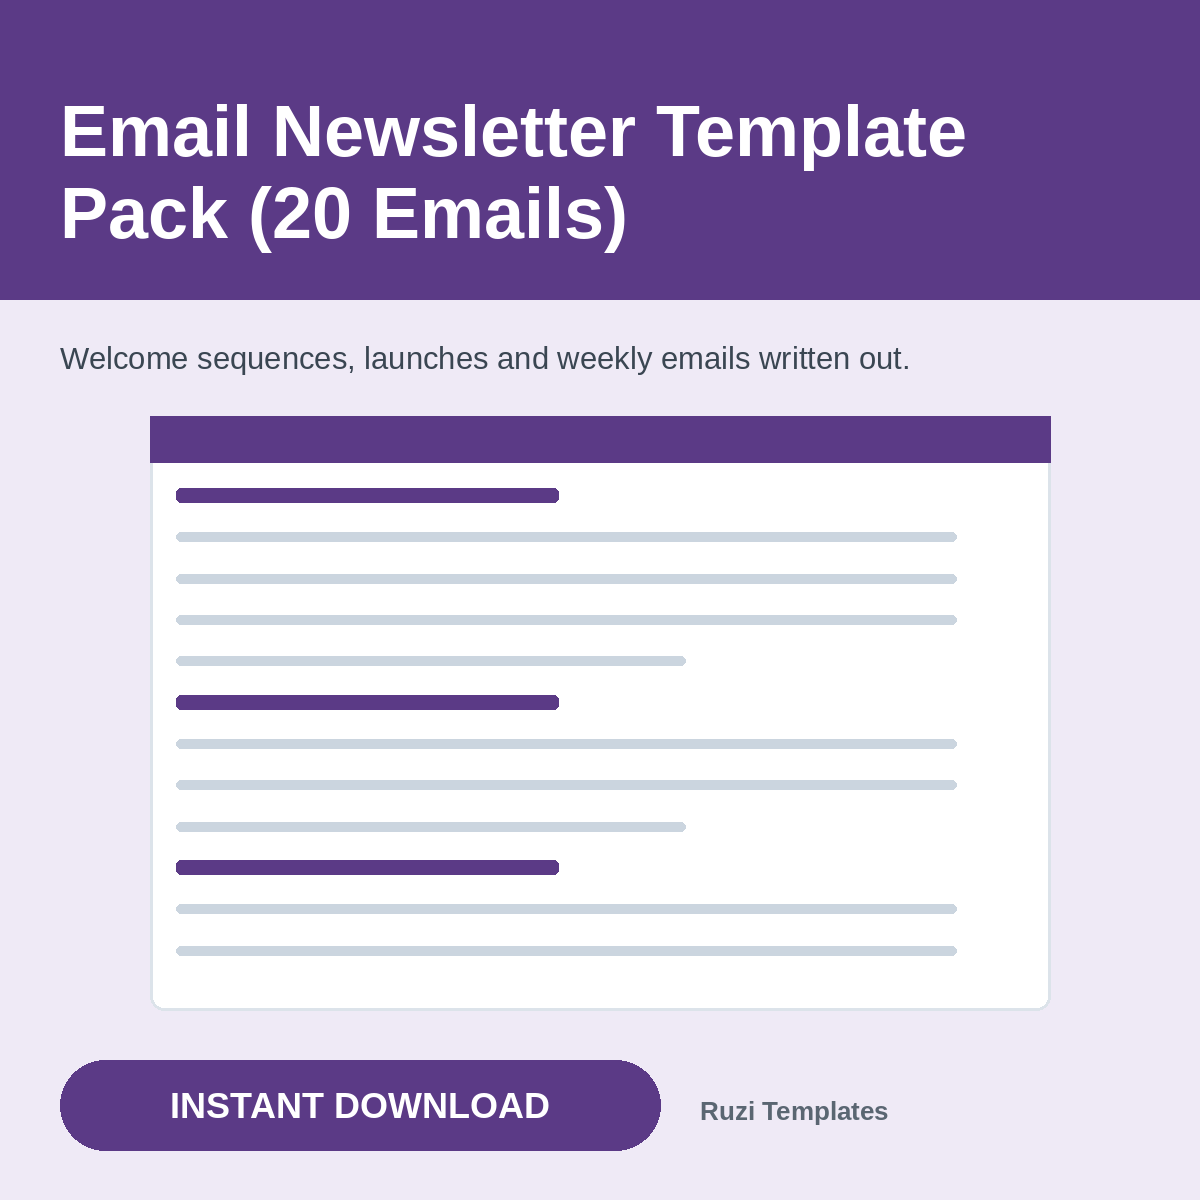 Email Newsletter Template
Pack (20 Emails)
Welcome sequences, launches and weekly emails written out.
INSTANT DOWNLOAD
Ruzi Templates